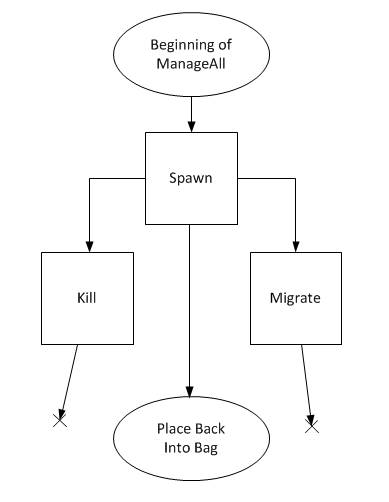 Beginning of
ManageAll
Spawn
Kill
Migrate
Place Back
Into Bag